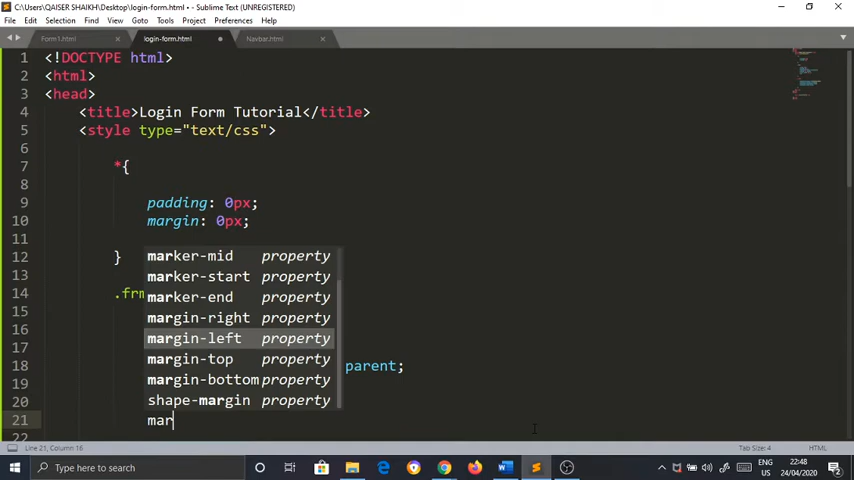 C:\Users\QAISER SHAIKH\Desktop\login-form.html • - Sublime Text (UNREGISTERED)
File Edit Selection Find View Goto Tools Project Preferences Help
Form1.html login-form.html Navbar.html
1 <!DOCTYPE html>
2 <html>
3 <head>
4 <title>Login Form Tutorial</title>
5 <style type="text/css">
6
7 *{
8
9 padding: 0px;
10 margin: 0px;
11
12 } marker-mid property
13 marker-start property
marker-end property
14 .frm
15 margin-right property
16 margin-left property
17 margin-top property
18 parent;
19 margin-bottom property
20 shape-margin property
21 mar
22
Line 21, Column 16 Tab Size: 4 HTML
Type here to search ENG 22:48
US 24/04/2020 2